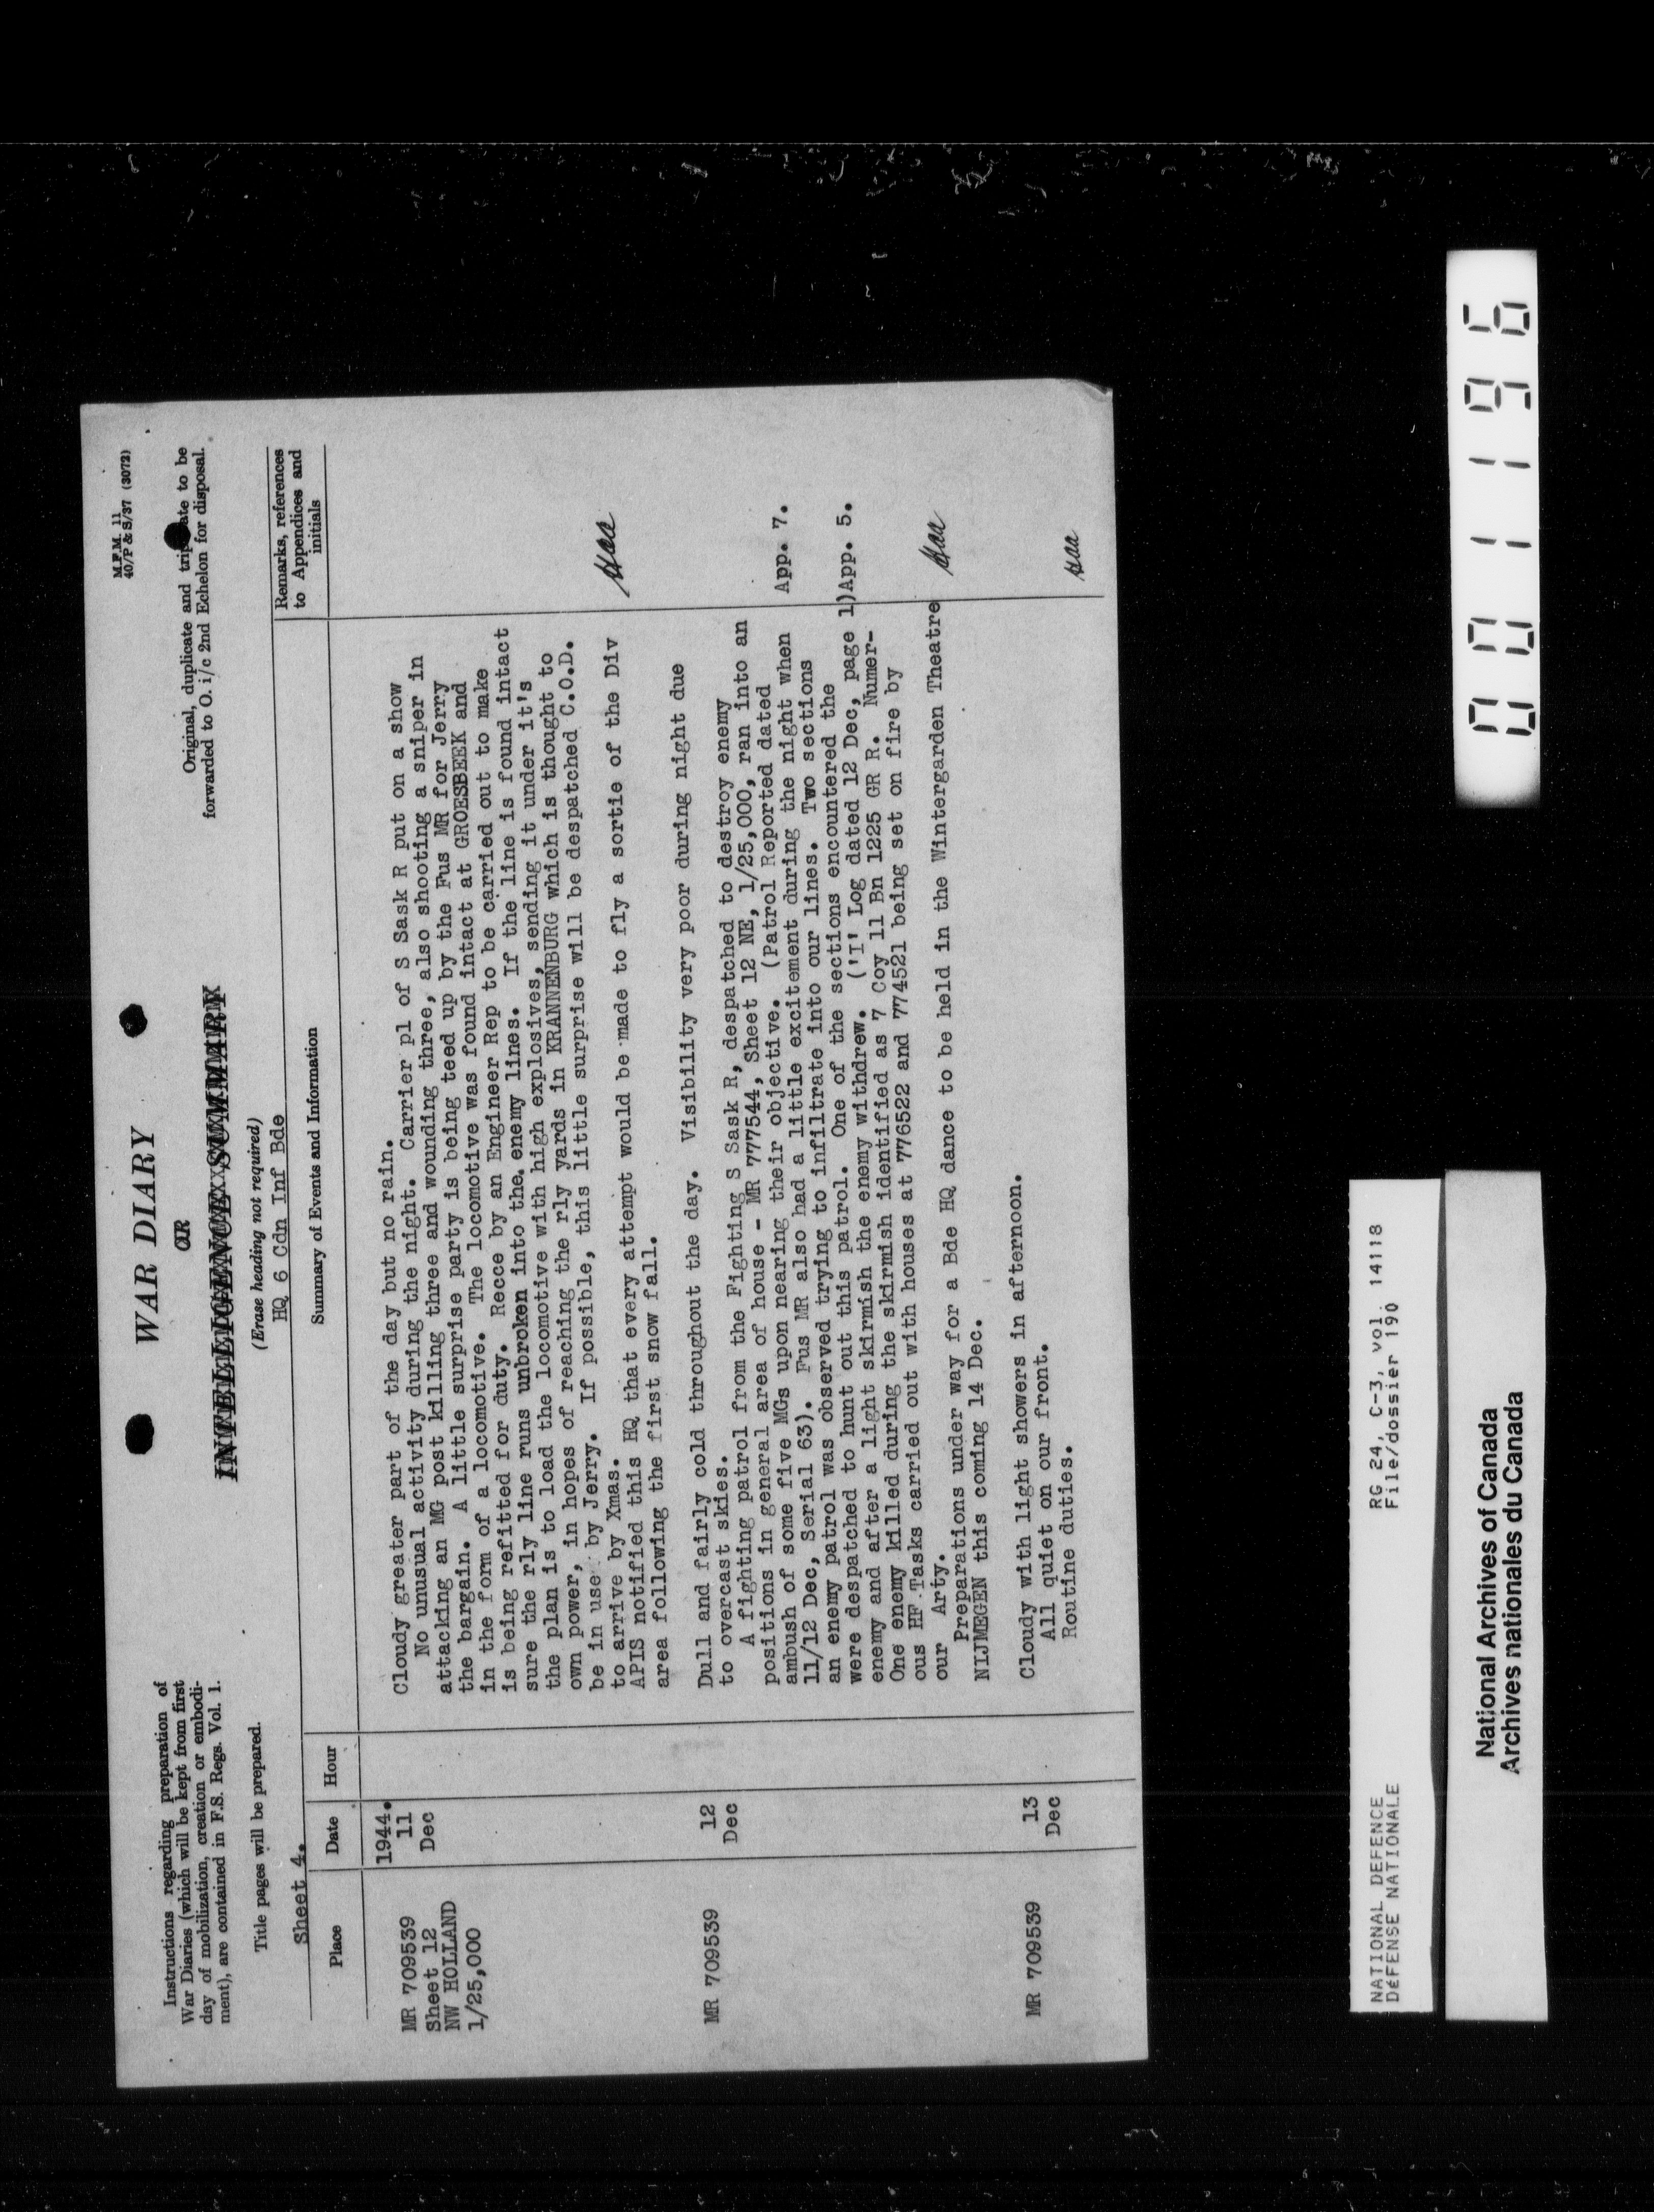 Instructions regarding preparation of
War Diaries (which will be kept from first
day of mobilization, creation or embodi-
ment), are contained in F.S. Regs. Vol. 1.
Title pages will be prepared.
WAR DIARY
OR
INTELLIGENCE SUMMARY
(Erase heading not required)
HQ 6 Cdn Inf Bde
M.F.M. 11
40/P & S/37 (3072)
Original, duplicate and triplicate to be
forwarded to O. i/c 2nd Echelon for disposal.
Sheet 4.
Place
Date
Hour
Summary of Events and Information
Remarks, references
to Appendices and
initials
MR 709539
Sheet 12
NW HOLLAND
1/25,000
1944.
11
Dec
Cloudy greater part of the day but no rain.
No unusual activity during the night. Carrier pl of S Sask R put on a show
attacking an MG post killing three and wounding three, also shooting a sniper in
the bargain. A little surprise party is being teed up by the Fus MR for Jerry
in the form of a locomotive. The locomotive was found intact at GROESBEEK and
is being refitted for duty. Recce by an Engineer Rep to be carried out to make
sure the rly line runs unbroken into the enemy lines. If the line is found intact
the plan is to load the locomotive with high explosives, sending it under it's
own power, in hopes of reaching the rly yards in KRANNENBURG which is thought to
be in use by Jerry. If possible, this little surprise will be despatched C.O.D.
to arrive by Xmas.
APIS notified this HQ that every attempt would be made to fly a sortie of the Div
area following the first snow fall.
MR 709539
12
Dec
Dull and fairly cold throughout the day. Visibility very poor during night due
to overcast skies.
A fighting patrol from the Fighting S Sask R, despatched to destroy enemy
positions in general area of house - MR 777544, Sheet 12 NE, 1/25,000, ran into an
ambush of some five MGs upon nearing their objective. (Patrol Reported dated
App. 7.
11/12 Dec, Serial 63). Fus MR also had a little excitement during the night when
an enemy patrol was observed trying to infiltrate into our lines. Two sections
were despatched to hunt out this patrol. One of the sections encountered the
enemy and after a light skirmish the enemy withdrew. ('I' Log dated 12 Dec, page 1)
App. 5.
One enemy killed during the skirmish identified as 7 Coy 11 Bn 1225 GR R. Numer-
ous HF Tasks carried out with houses at 776522 and 774521 being set on fire by
our Arty.
Preparations under way for a Bde HQ dance to be held in the Wintergarden Theatre
NIJMEGEN this coming 14 Dec.
MR 709539
13
Dec
Cloudy with light showers in afternoon.
All quiet on our front.
Routine duties.
NATIONAL DEFENCE
DÉFENSE NATIONALE
RG 24, C-3, vol. 14118
File/dossier 190
National Archives of Canada
Archives nationales du Canada
001196